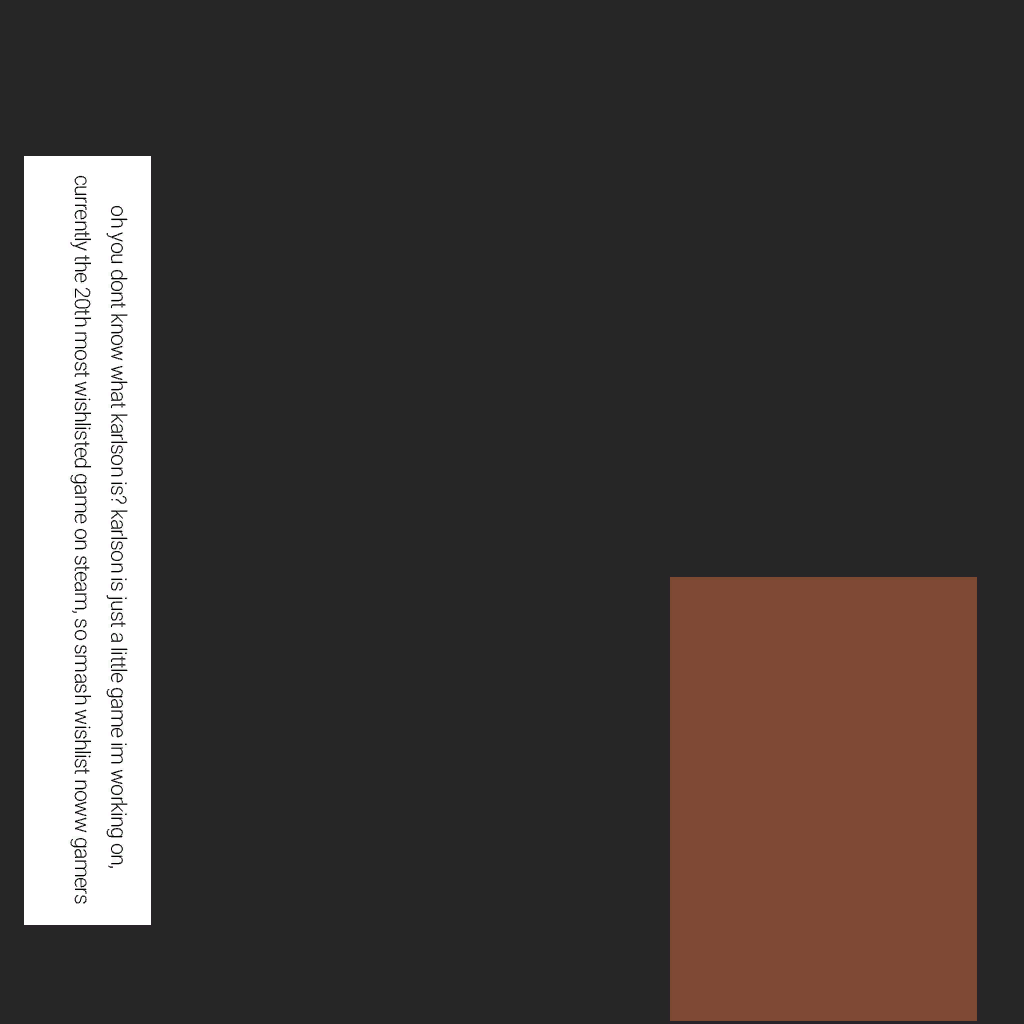 oh you dont know what karlson is? karlson is just a little game im working on,
currently the 20th most wishlisted game on steam, so smash wishlist noww gamers